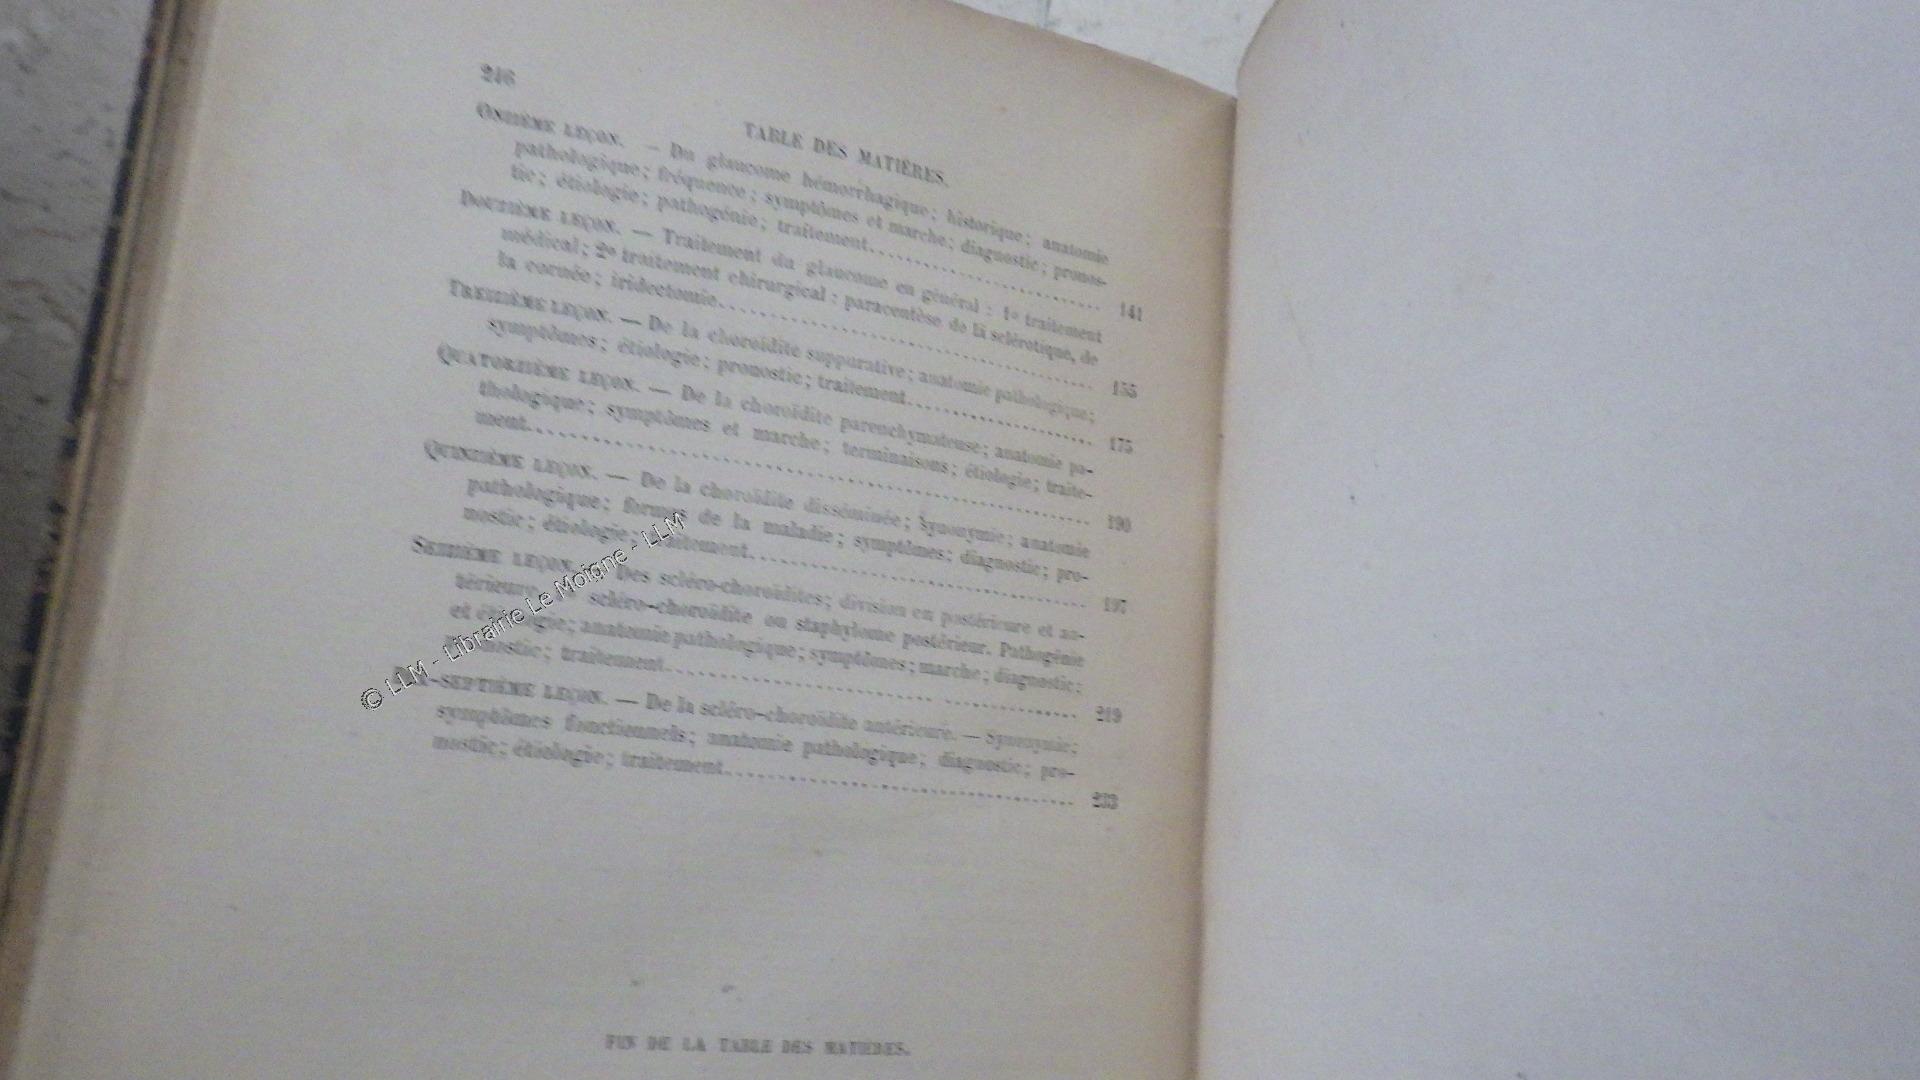 246
TABLE DES MATIÈRES.
ONZIÈME LEÇON. — Du glaucome hémorrhagique; historique; anatomie
pathologique; fréquence; symptômes et marche; diagnostic; pronos-
tic; étiologie; pathogénie; traitement. 141
DOUZIÈME LEÇON. — Traitement du glaucome en général : 1º traitement
médical; 2º traitement chirurgical : paracentèse de la sclérotique, de
la cornée; iridectomie. 155
TREIZIÈME LEÇON. — De la choroïdite suppurative; anatomie pathologique;
symptômes; étiologie; pronostic; traitement. 175
QUATORZIÈME LEÇON. — De la choroïdite parenchymateuse; anatomie pa-
thologique; symptômes et marche; terminaisons; étiologie; traite-
ment. 190
QUINZIÈME LEÇON. — De la choroïdite disséminée; synonymie; anatomie
pathologique; formes de la maladie; symptômes; diagnostic; pro-
nostic; étiologie; traitement. 197
SEIZIÈME LEÇON. Des scléro-choroïdites; division en postérieure et an-
térieure. scléro-choroïdite ou staphylome postérieur. Pathogénie
et étiologie; anatomie pathologique; symptômes; marche; diagnostic;
pronostic; traitement. 219
DIX-SEPTIÈME LEÇON. — De la scléro-choroïdite antérieure. — Synonymie;
symptômes fonctionnels; anatomie pathologique; diagnostic; pro-
nostic; étiologie; traitement. 233
FIN DE LA TABLE DES MATIÈRES.
© LLM - Librairie Le Moigne - LLM